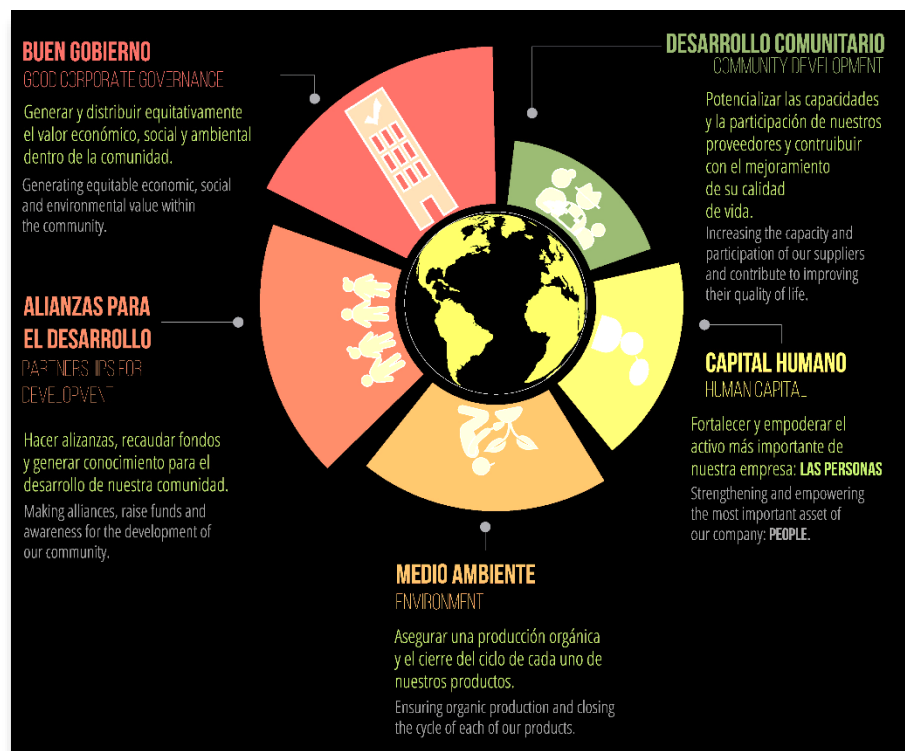 BUEN GOBIERNO
GOOD CORPORATE GOVERNANCE
Generar y distribuir equitativamente
el valor económico, social y ambiental
dentro de la comunidad.
Generating equitable economic, social
and environmental value within
the community.
ALIANZAS PARA
EL DESARROLLO
PARTNERSHIPS FOR
DEVELOPMENT
Hacer alizanzas, recaudar fondos
y generar conocimiento para el
desarrollo de nuestra comunidad.
Making alliances, raise funds and
awareness for the development of
our community.
MEDIO AMBIENTE
ENVIRONMENT
Asegurar una producción orgánica
y el cierre del ciclo de cada uno de
nuestros productos.
Ensuring organic production and closing
the cycle of each of our products.
DESARROLLO COMUNITARIO
COMMUNITY DEVELOPMENT
Potencializar las capacidades
y la participación de nuestros
proveedores y contruibuir
con el mejoramiento
de su calidad
de vida.
Increasing the capacity and
participation of our suppliers
and contribute to improving
their quality of life.
CAPITAL HUMANO
HUMAN CAPITAL
Fortalecer y empoderar el
activo más importante de
nuestra empresa: LAS PERSONAS
Strengthening and empowering
the most important asset of
our company: PEOPLE.